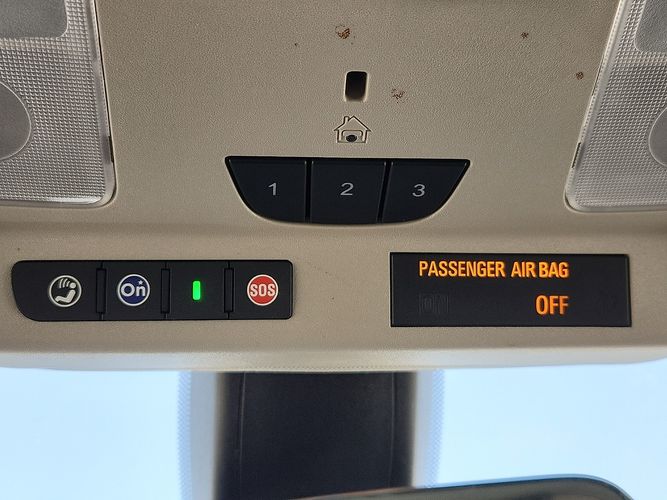 1 2 3
On
SOS
PASSENGER AIR BAG
ON OFF